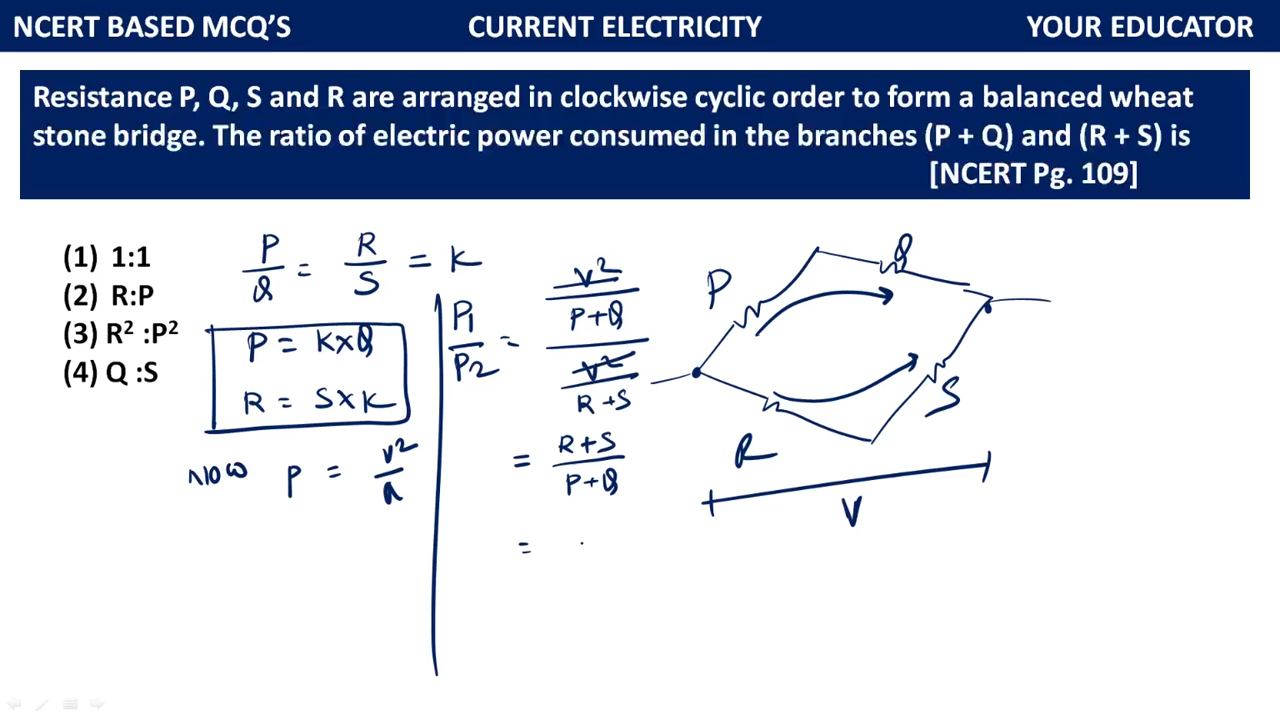 NCERT BASED MCQ’S CURRENT ELECTRICITY YOUR EDUCATOR
Resistance P, Q, S and R are arranged in clockwise cyclic order to form a balanced wheat
stone bridge. The ratio of electric power consumed in the branches (P + Q) and (R + S) is
[NCERT Pg. 109]
(1) 1:1
(2) R:P
(3) R² :P²
(4) Q :S
P/Q = R/S = K
P = K×Q
R = S×K
Now P = V²/R
P1/P2 = (V²/(P+Q))/(V²/(R+S))
= (R+S)/(P+Q)
=
P
Q
R
S
V